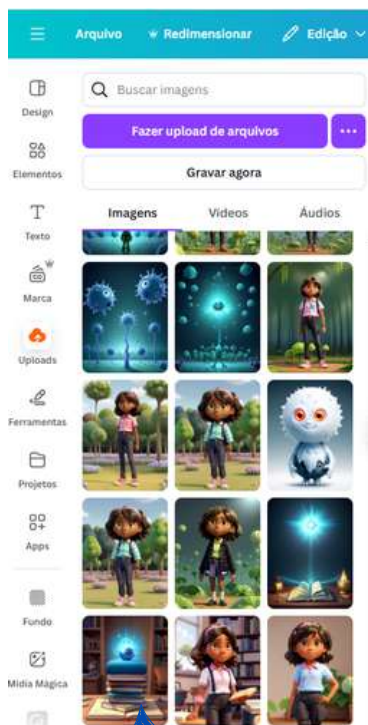 Arquivo Redimensionar Edição
Buscar imagens
Design
Fazer upload de arquivos
Elementos
Gravar agora
Texto
Imagens Vídeos Áudios
Marca
Uploads
Ferramentas
Projetos
Apps
Fundo
Mídia Mágica